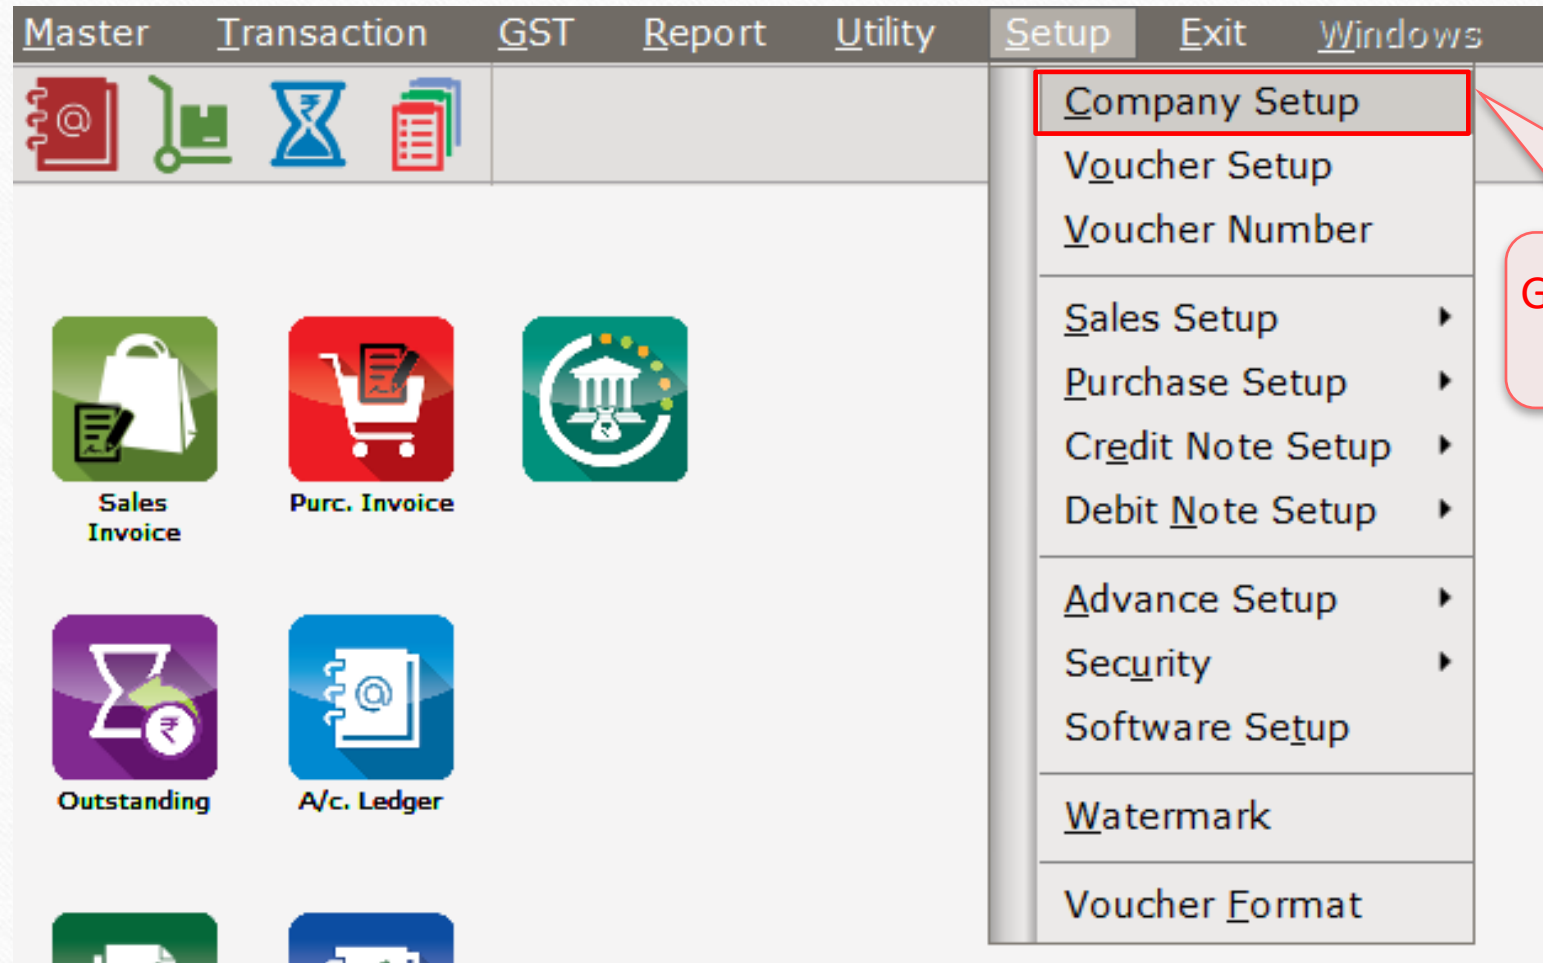 Master Transaction GST Report Utility Setup Exit Windows
Company Setup
Voucher Setup
Voucher Number
Sales Setup
Purchase Setup
Credit Note Setup
Debit Note Setup
Advance Setup
Security
Software Setup
Watermark
Voucher Format
Sales
Invoice
Purc. Invoice
Outstanding
A/c. Ledger